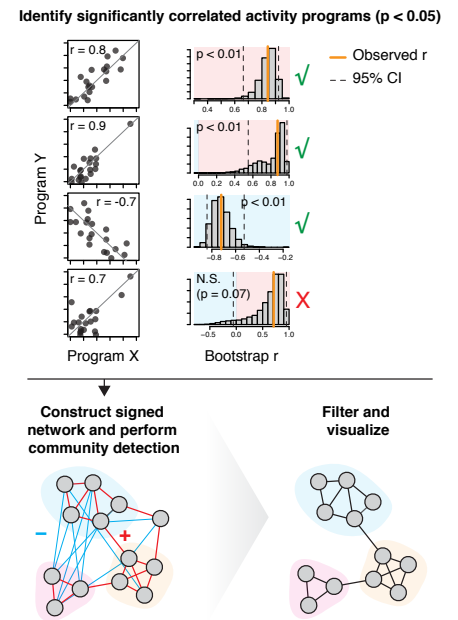 Identify significantly correlated activity programs (p < 0.05)
r = 0.8
p < 0.01
Observed r
95% CI
√
0.4 0.6 0.8 1.0
r = 0.9
p < 0.01
√
0.0 0.2 0.4 0.6 0.8 1.0
Program Y
r = -0.7
p < 0.01
√
-0.8 -0.6 -0.4 -0.2
r = 0.7
N.S.
(p = 0.07)
X
-0.5 0.0 0.5 1.0
Program X
Bootstrap r
Construct signed
network and perform
community detection
Filter and
visualize
–
+